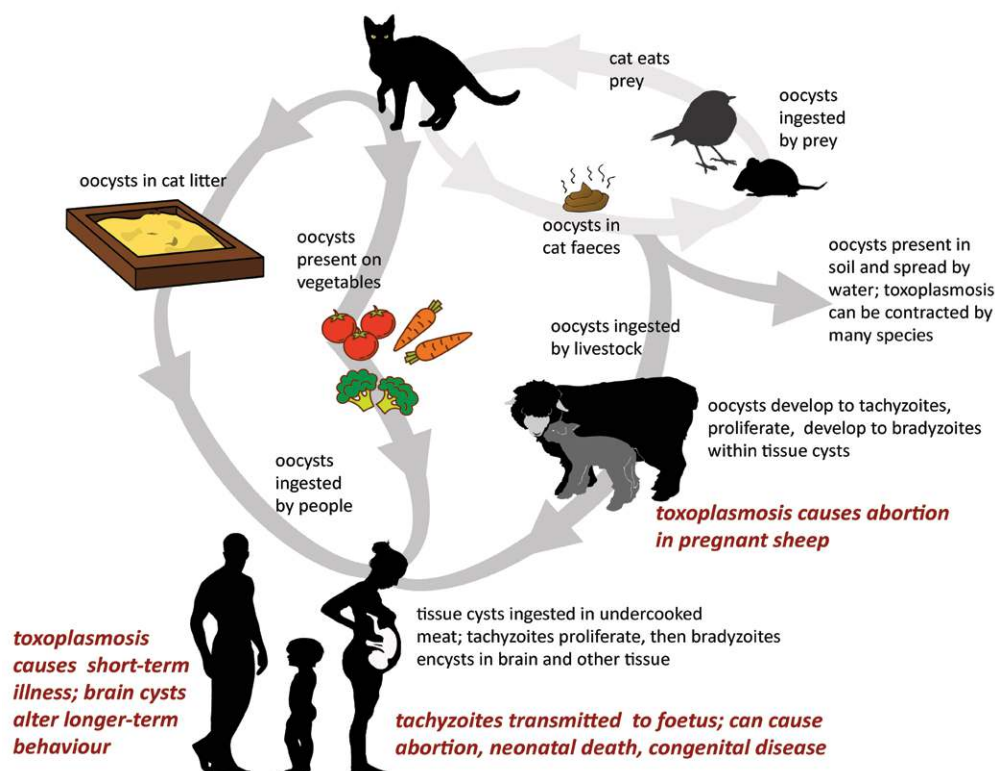 cat eats
prey
oocysts
ingested
by prey
oocysts in cat litter
oocysts
present on
vegetables
oocysts in
cat faeces
oocysts present in
soil and spread by
water; toxoplasmosis
can be contracted by
many species
oocysts ingested
by livestock
oocysts develop to tachyzoites,
proliferate, develop to bradyzoites
within tissue cysts
oocysts
ingested
by people
toxoplasmosis causes abortion
in pregnant sheep
tissue cysts ingested in undercooked
meat; tachyzoites proliferate, then bradyzoites
encysts in brain and other tissue
toxoplasmosis
causes short-term
illness; brain cysts
alter longer-term
behaviour
tachyzoites transmitted to foetus; can cause
abortion, neonatal death, congenital disease